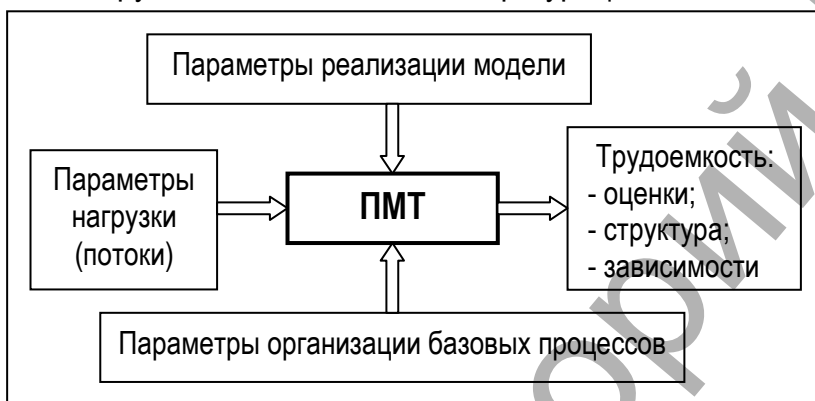 Параметры реализации модели
Параметры
нагрузки
(потоки)
ПМТ
Трудоемкость:
- оценки;
- структура;
- зависимости
Параметры организации базовых процессов